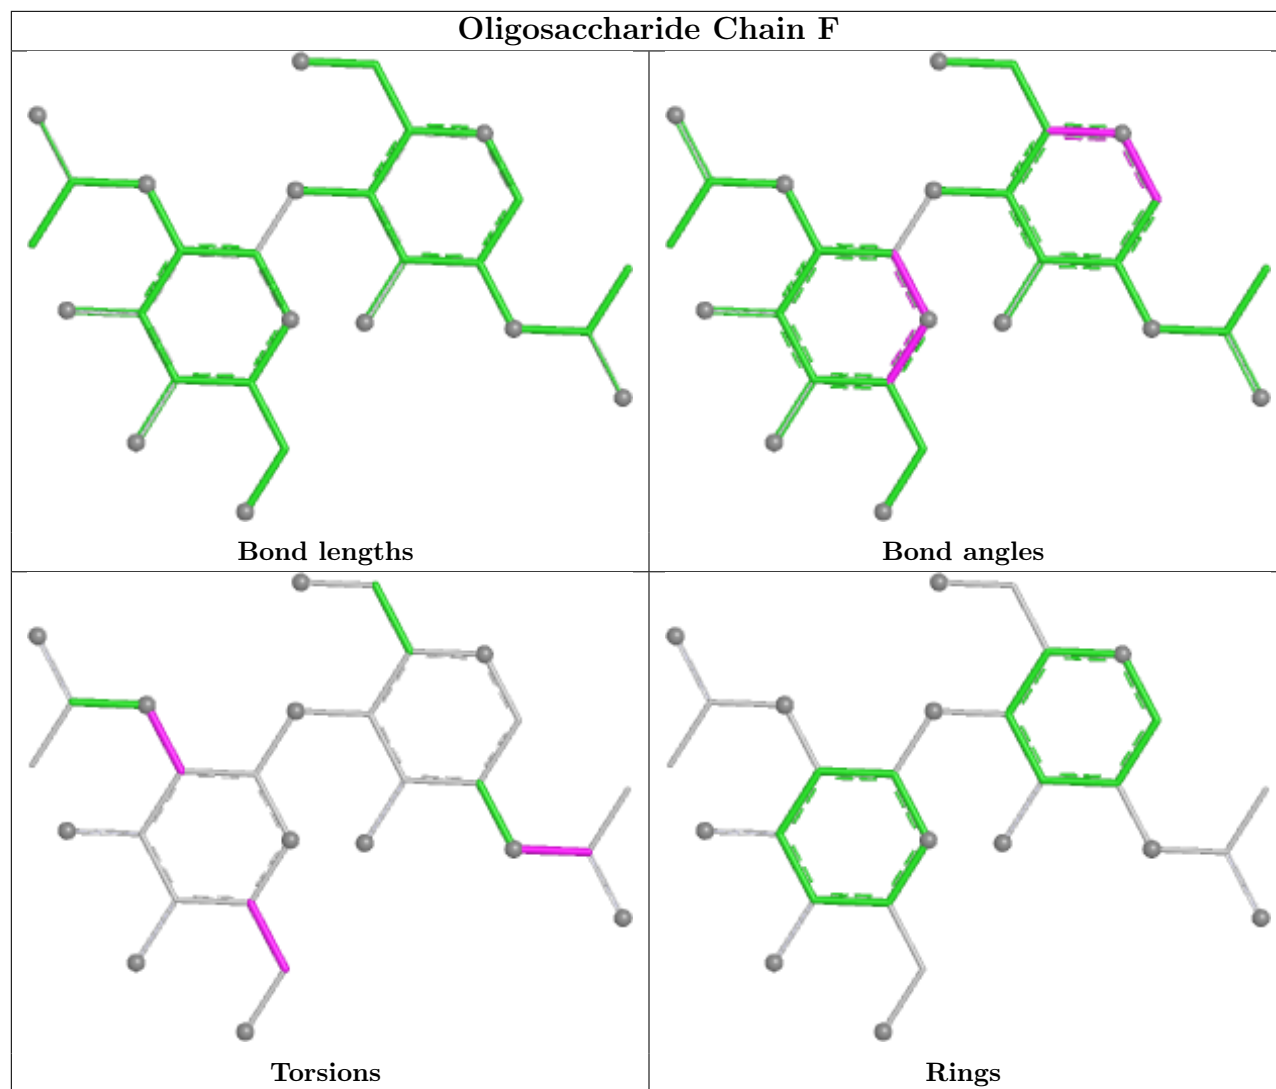 Oligosaccharide Chain F
Bond lengths
Bond angles
Torsions
Rings